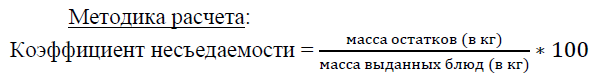 Методика расчета:
Коэффициент несъедаемости = масса остатков (в кг) / масса выданных блюд (в кг) * 100